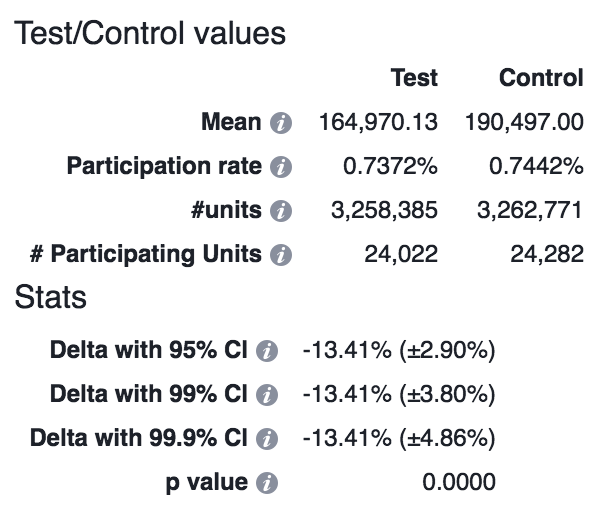 Test/Control values
Test Control
Mean 164,970.13 190,497.00
Participation rate 0.7372% 0.7442%
#units 3,258,385 3,262,771
# Participating Units 24,022 24,282
Stats
Delta with 95% CI -13.41% (±2.90%)
Delta with 99% CI -13.41% (±3.80%)
Delta with 99.9% CI -13.41% (±4.86%)
p value 0.0000